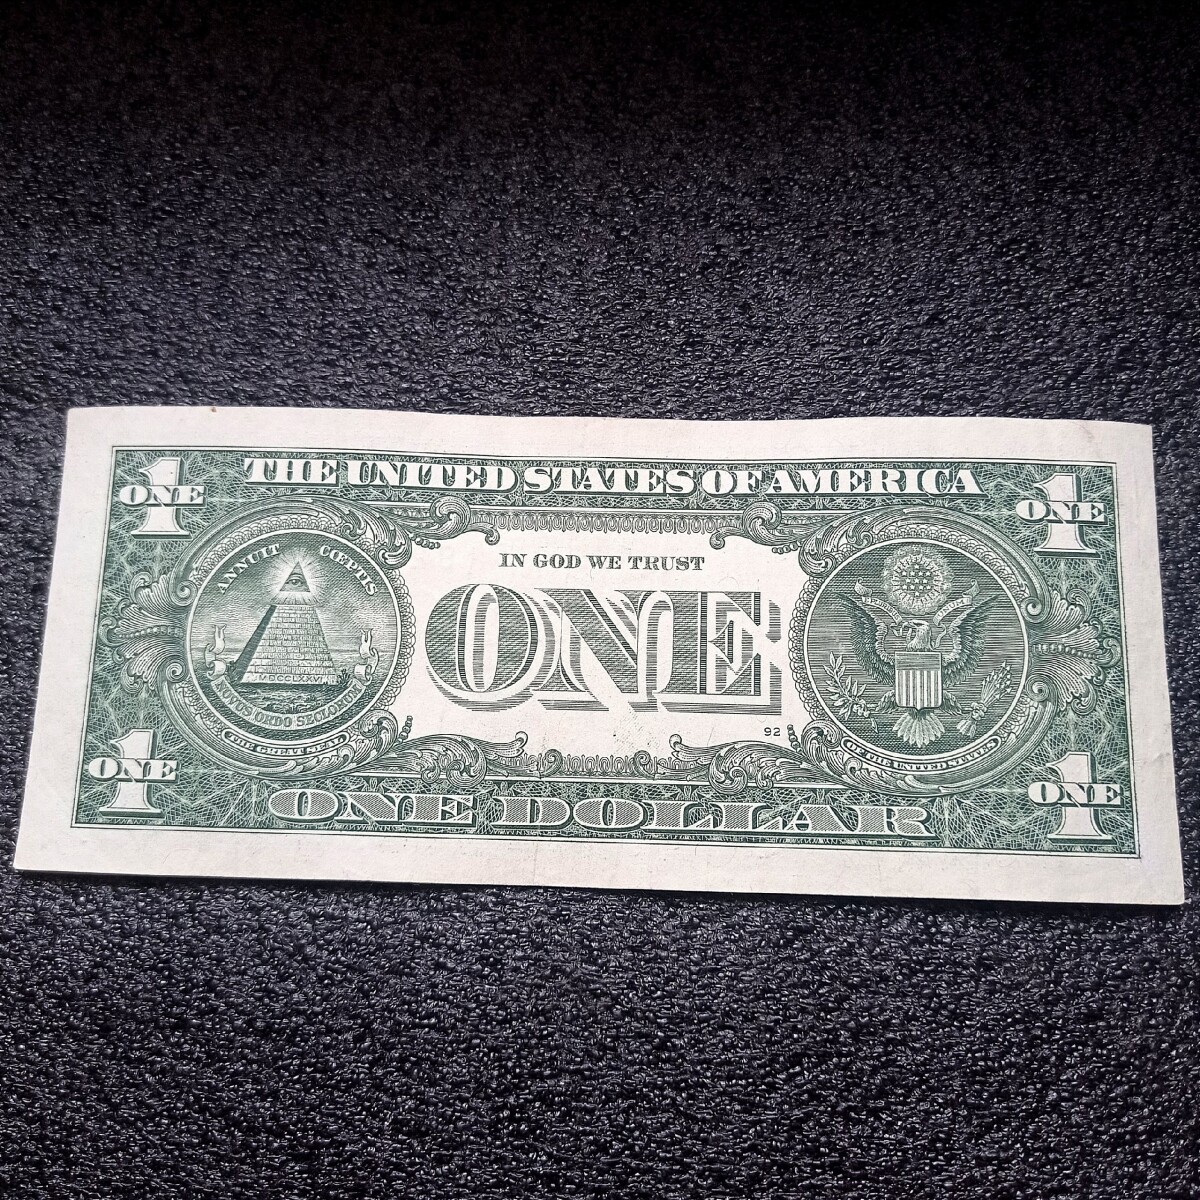 THE UNITED STATES OF AMERICA
1
ONE
1
ONE
ANNUIT CŒPTIS
MDCCLXXVI
NOVUS ORDO SECLORUM
THE GREAT SEAL
IN GOD WE TRUST
ONE
92
OF THE UNITED STATES
1
ONE
1
ONE
ONE DOLLAR